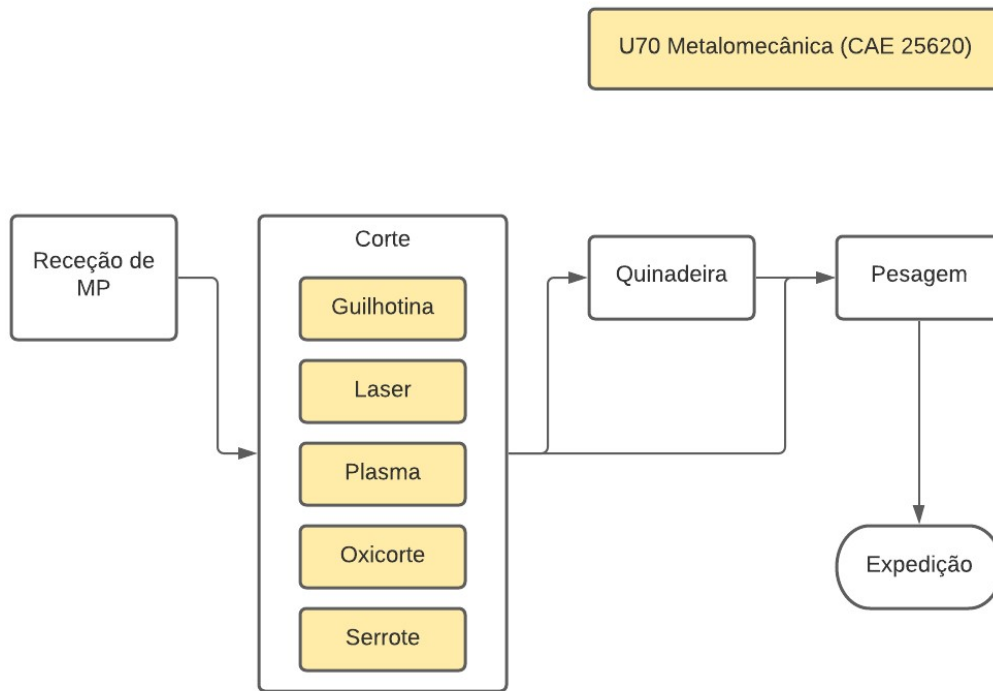 U70 Metalomecânica (CAE 25620)
Receção de
MP
Corte
Guilhotina
Laser
Plasma
Oxicorte
Serrote
Quinadeira
Pesagem
Expedição